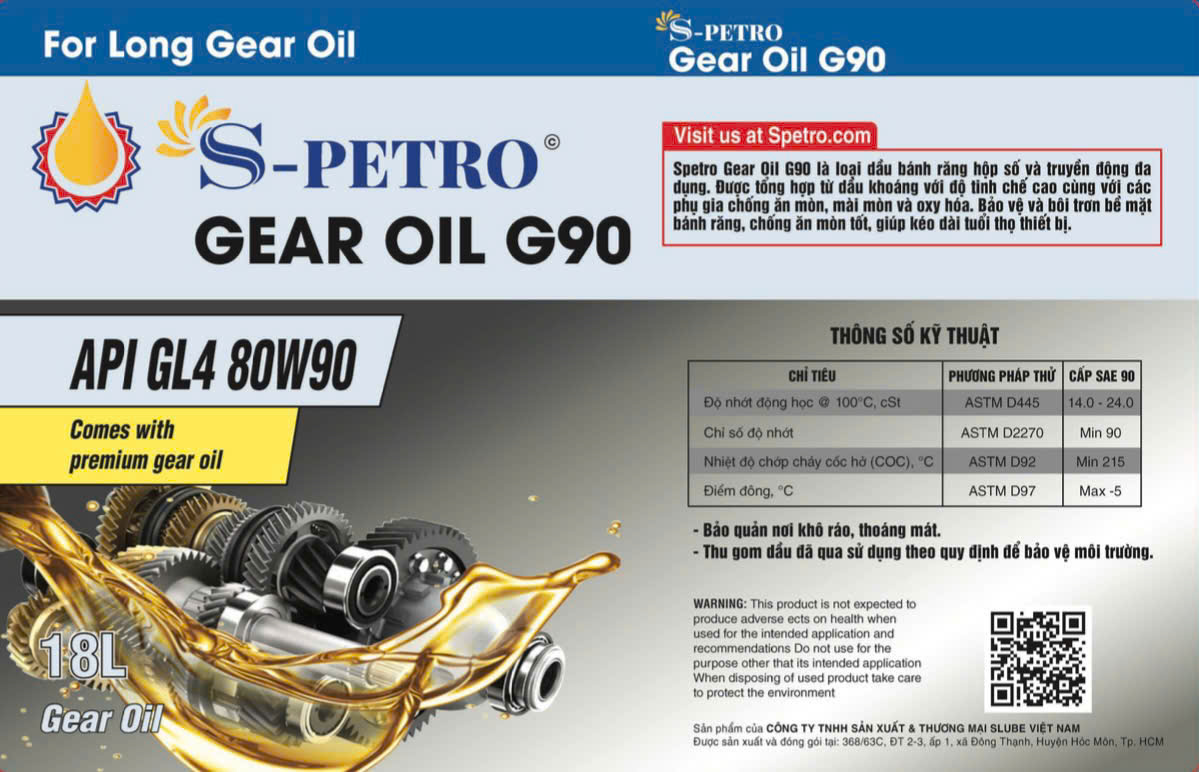 For Long Gear Oil
S-PETRO
Gear Oil G90
S-PETRO ©
GEAR OIL G90
Visit us at Spetro.com
Spetro Gear Oil G90 là loại dầu bánh răng hộp số và truyền động đa
dụng. Được tổng hợp từ dầu khoáng với độ tinh chế cao cùng với các
phụ gia chống ăn mòn, mài mòn và oxy hóa. Bảo vệ và bôi trơn bề mặt
bánh răng, chống ăn mòn tốt, giúp kéo dài tuổi thọ thiết bị.
API GL4 80W90
Comes with
premium gear oil
18L
Gear Oil
THÔNG SỐ KỸ THUẬT
CHỈ TIÊU PHƯƠNG PHÁP THỬ CẤP SAE 90
Độ nhớt động học @ 100°C, cSt ASTM D445 14.0 - 24.0
Chỉ số độ nhớt ASTM D2270 Min 90
Nhiệt độ chớp cháy cốc hở (COC), °C ASTM D92 Min 215
Điểm đông, °C ASTM D97 Max -5
- Bảo quản nơi khô ráo, thoáng mát.
- Thu gom dầu đã qua sử dụng theo quy định để bảo vệ môi trường.
WARNING: This product is not expected to
produce adverse ects on health when
used for the intended application and
recommendations Do not use for the
purpose other that its intended application
When disposing of used product take care
to protect the environment
Sản phẩm của CÔNG TY TNHH SẢN XUẤT & THƯƠNG MẠI SLUBE VIỆT NAM
Được sản xuất và đóng gói tại: 368/63C, ĐT 2-3, ấp 1, xã Đông Thạnh, Huyện Hóc Môn, Tp. HCM